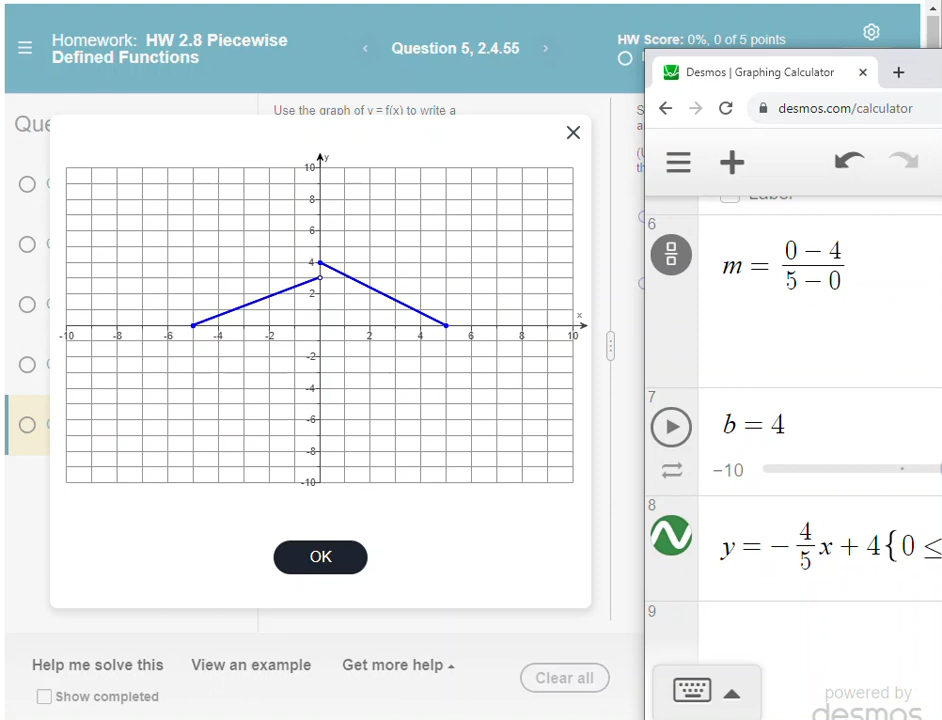 Homework: HW 2.8 Piecewise
Defined Functions
Question 5, 2.4.55
HW Score: 0%, 0 of 5 points
Use the graph of y = f(x) to write a
Que
y
10
8
6
4
2
x
-10 -8 -6 -4 -2 2 4 6 8 10
-2
-4
-6
-8
-10
OK
Help me solve this
View an example
Get more help
Clear all
Show completed
Desmos | Graphing Calculator
desmos.com/calculator
Label
6
m = (0 − 4)/(5 − 0)
7
b = 4
−10
8
y = −4/5 x + 4 {0 ≤
9
powered by
desmos